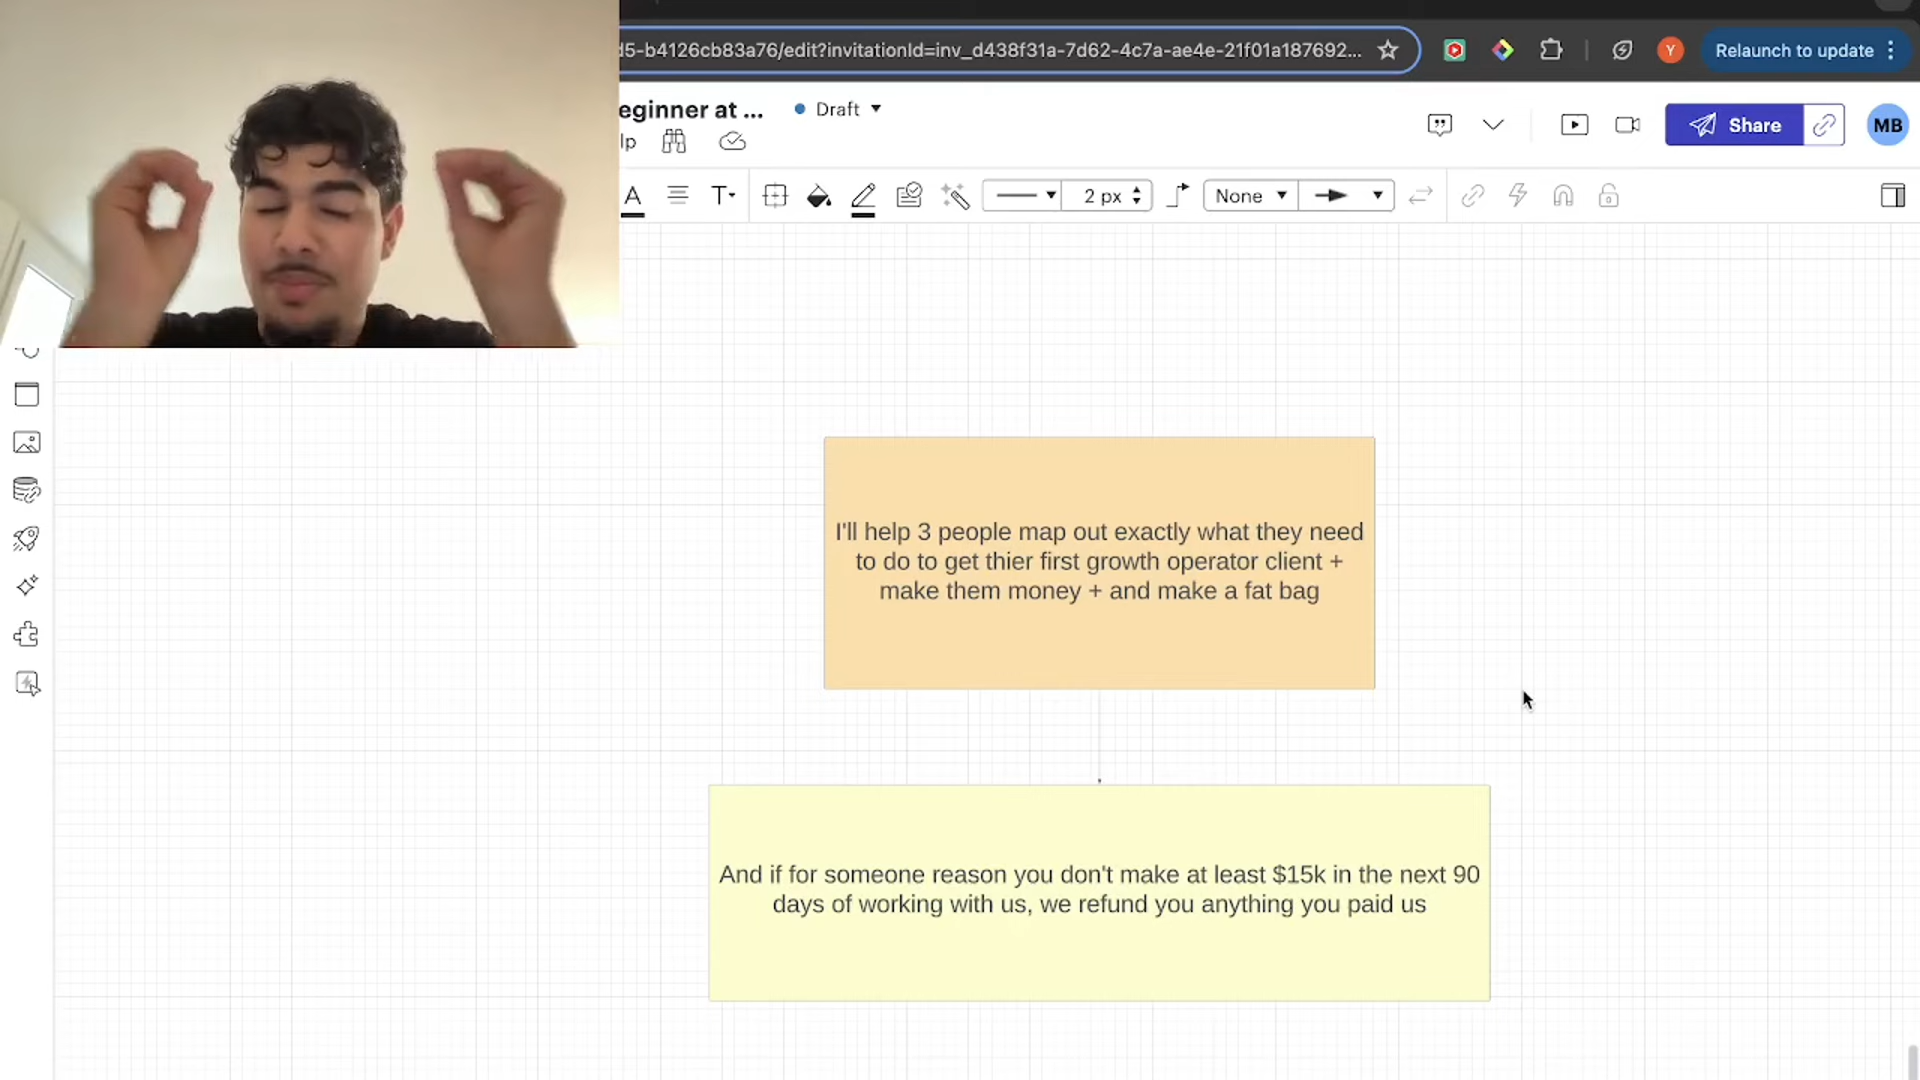 d5-b4126cb83a76/edit?invitationId=inv_d438f31a-7d62-4c7a-ae4e-21f01a187692...
Y
Relaunch to update
eginner at ...
Draft
lp
Share
MB
A
T
2 px
None
I'll help 3 people map out exactly what they need
to do to get thier first growth operator client +
make them money + and make a fat bag
And if for someone reason you don't make at least $15k in the next 90
days of working with us, we refund you anything you paid us